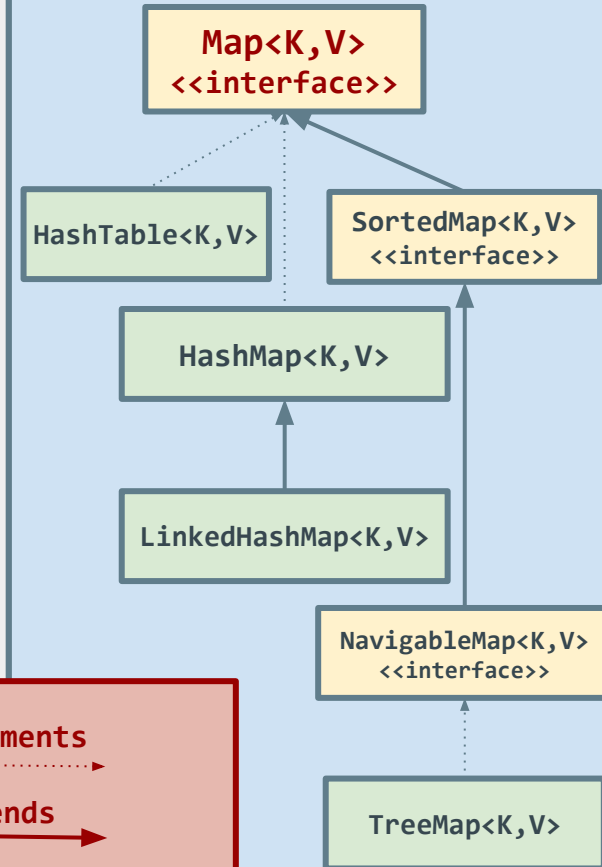 Map<K,V>
<<interface>>
HashTable<K,V>
SortedMap<K,V>
<<interface>>
HashMap<K,V>
LinkedHashMap<K,V>
NavigableMap<K,V>
<<interface>>
ments
ends
TreeMap<K,V>